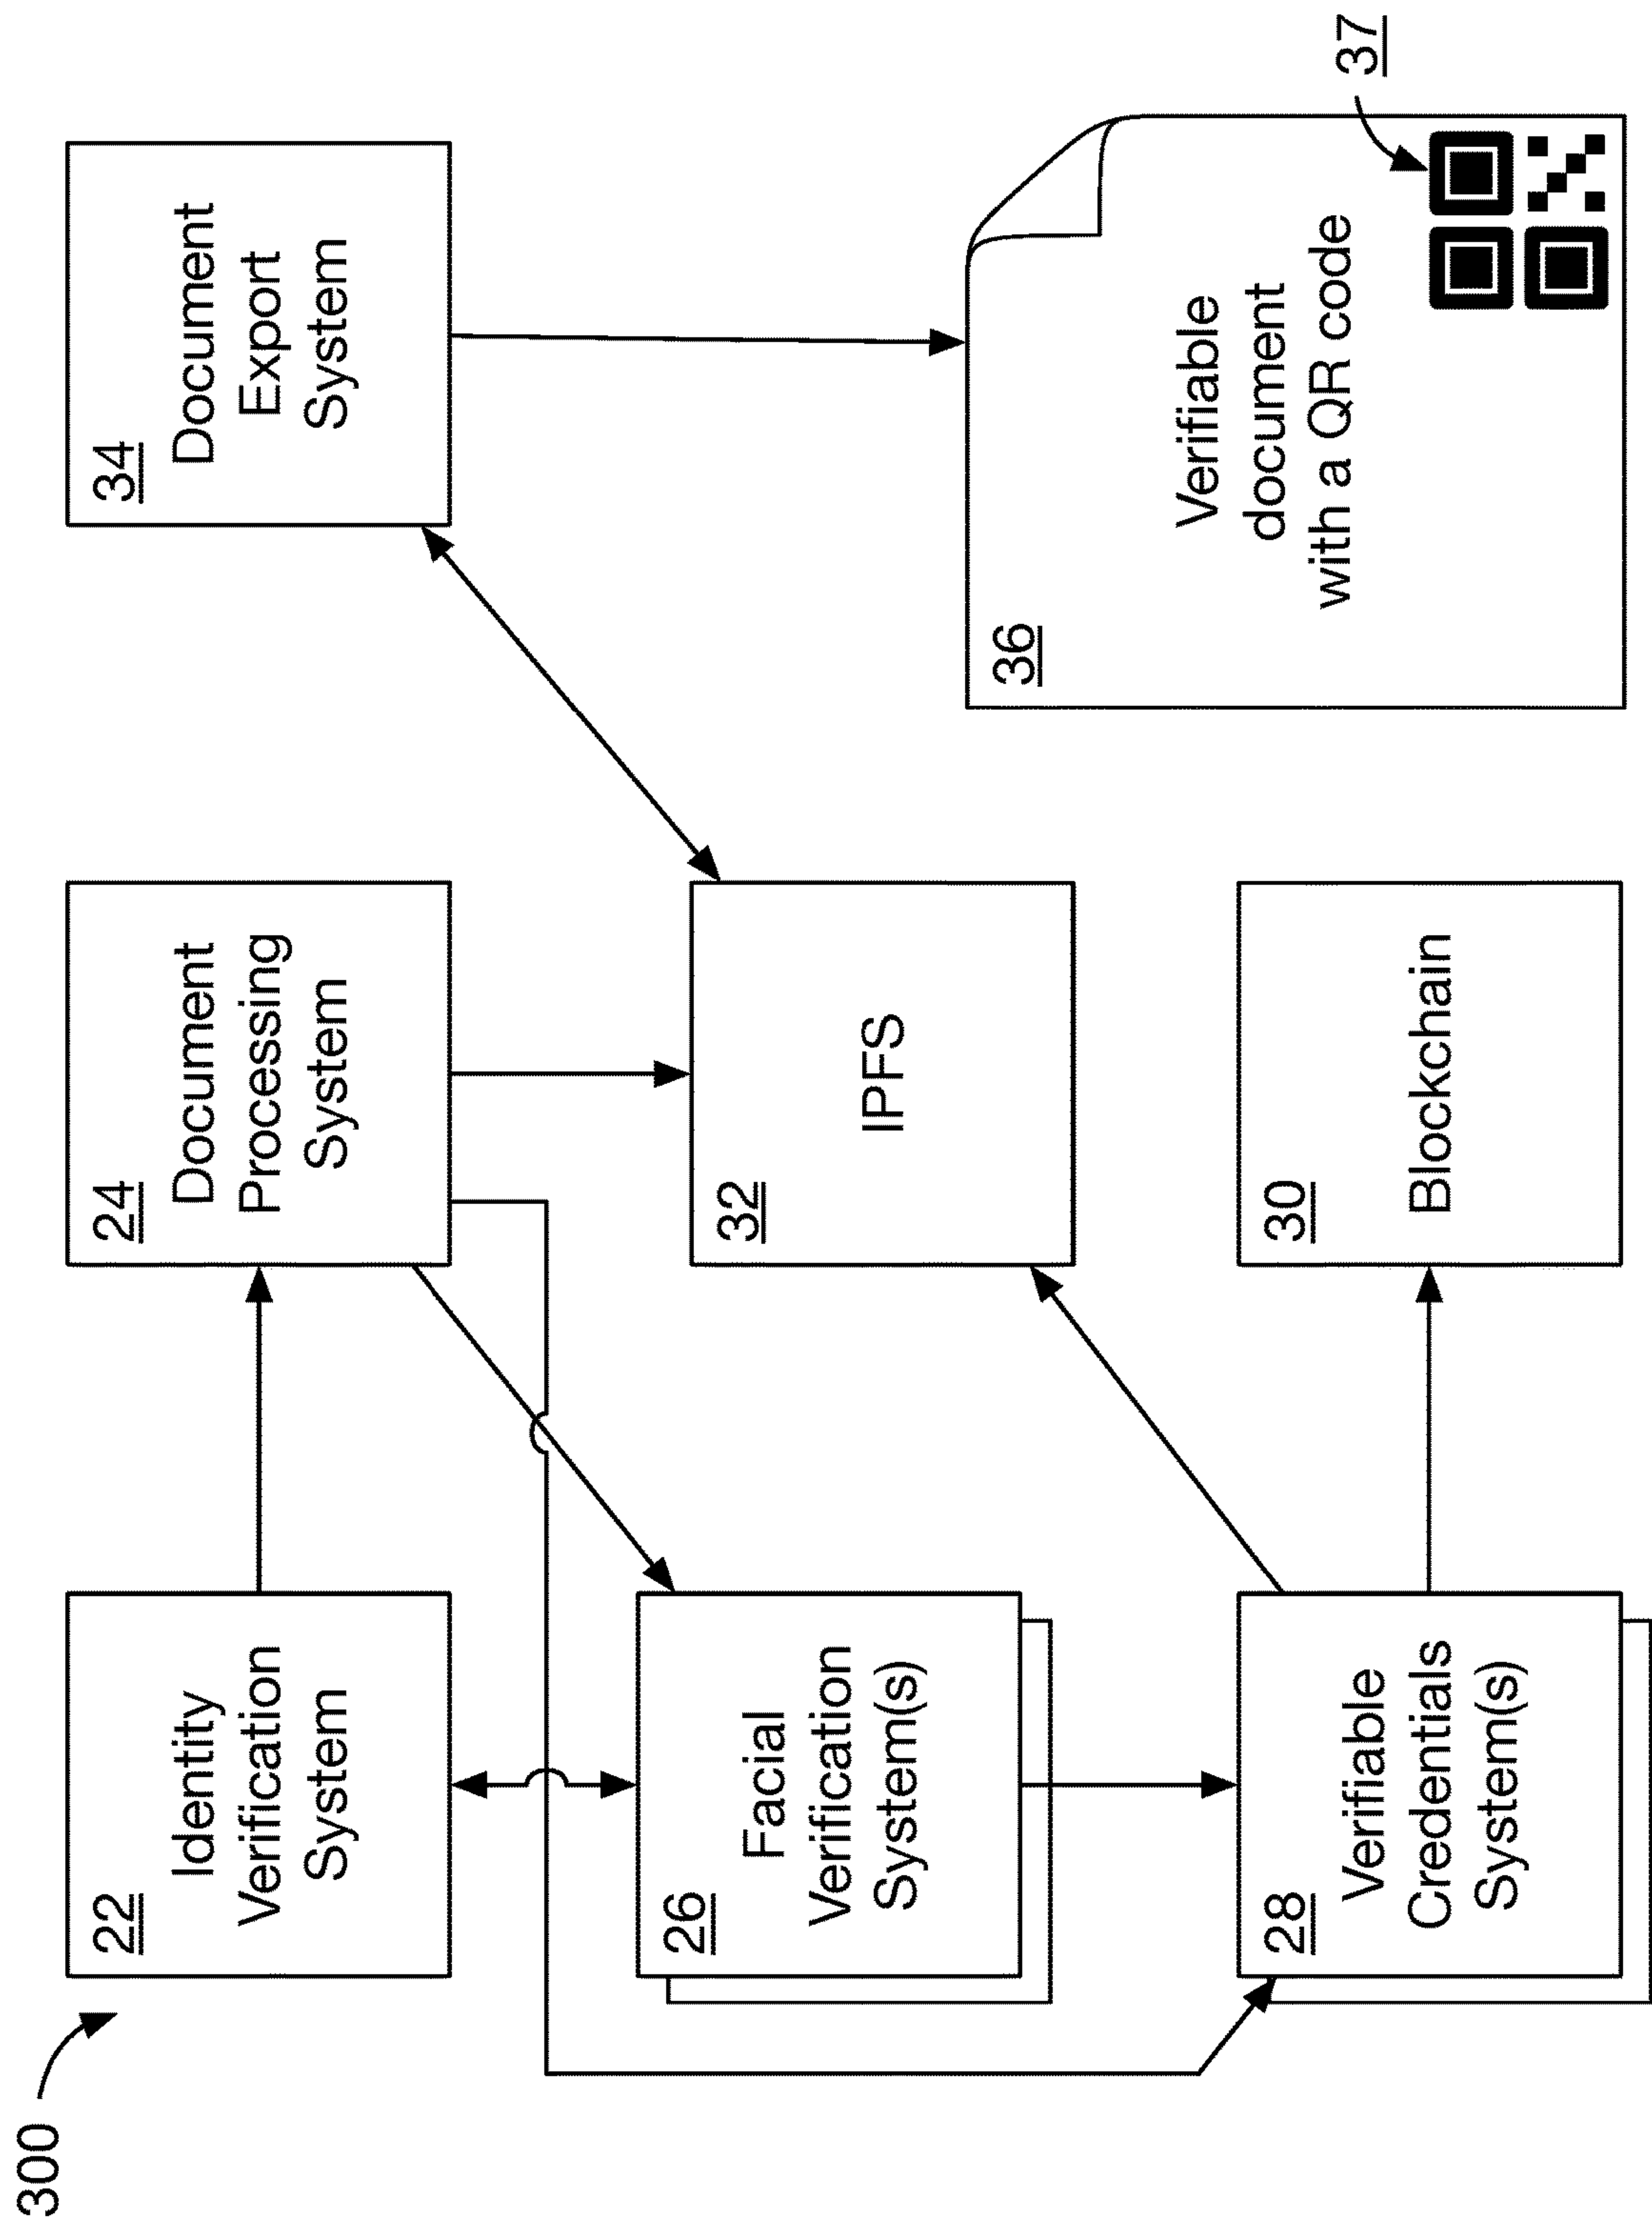 300
22
Identity
Verification
System
24
Document
Processing
System
34
Document
Export
System
26
Facial
Verification
System(s)
32
IPFS
28
Verifiable
Credentials
System(s)
30
Blockchain
36
Verifiable
document
with a QR code
37